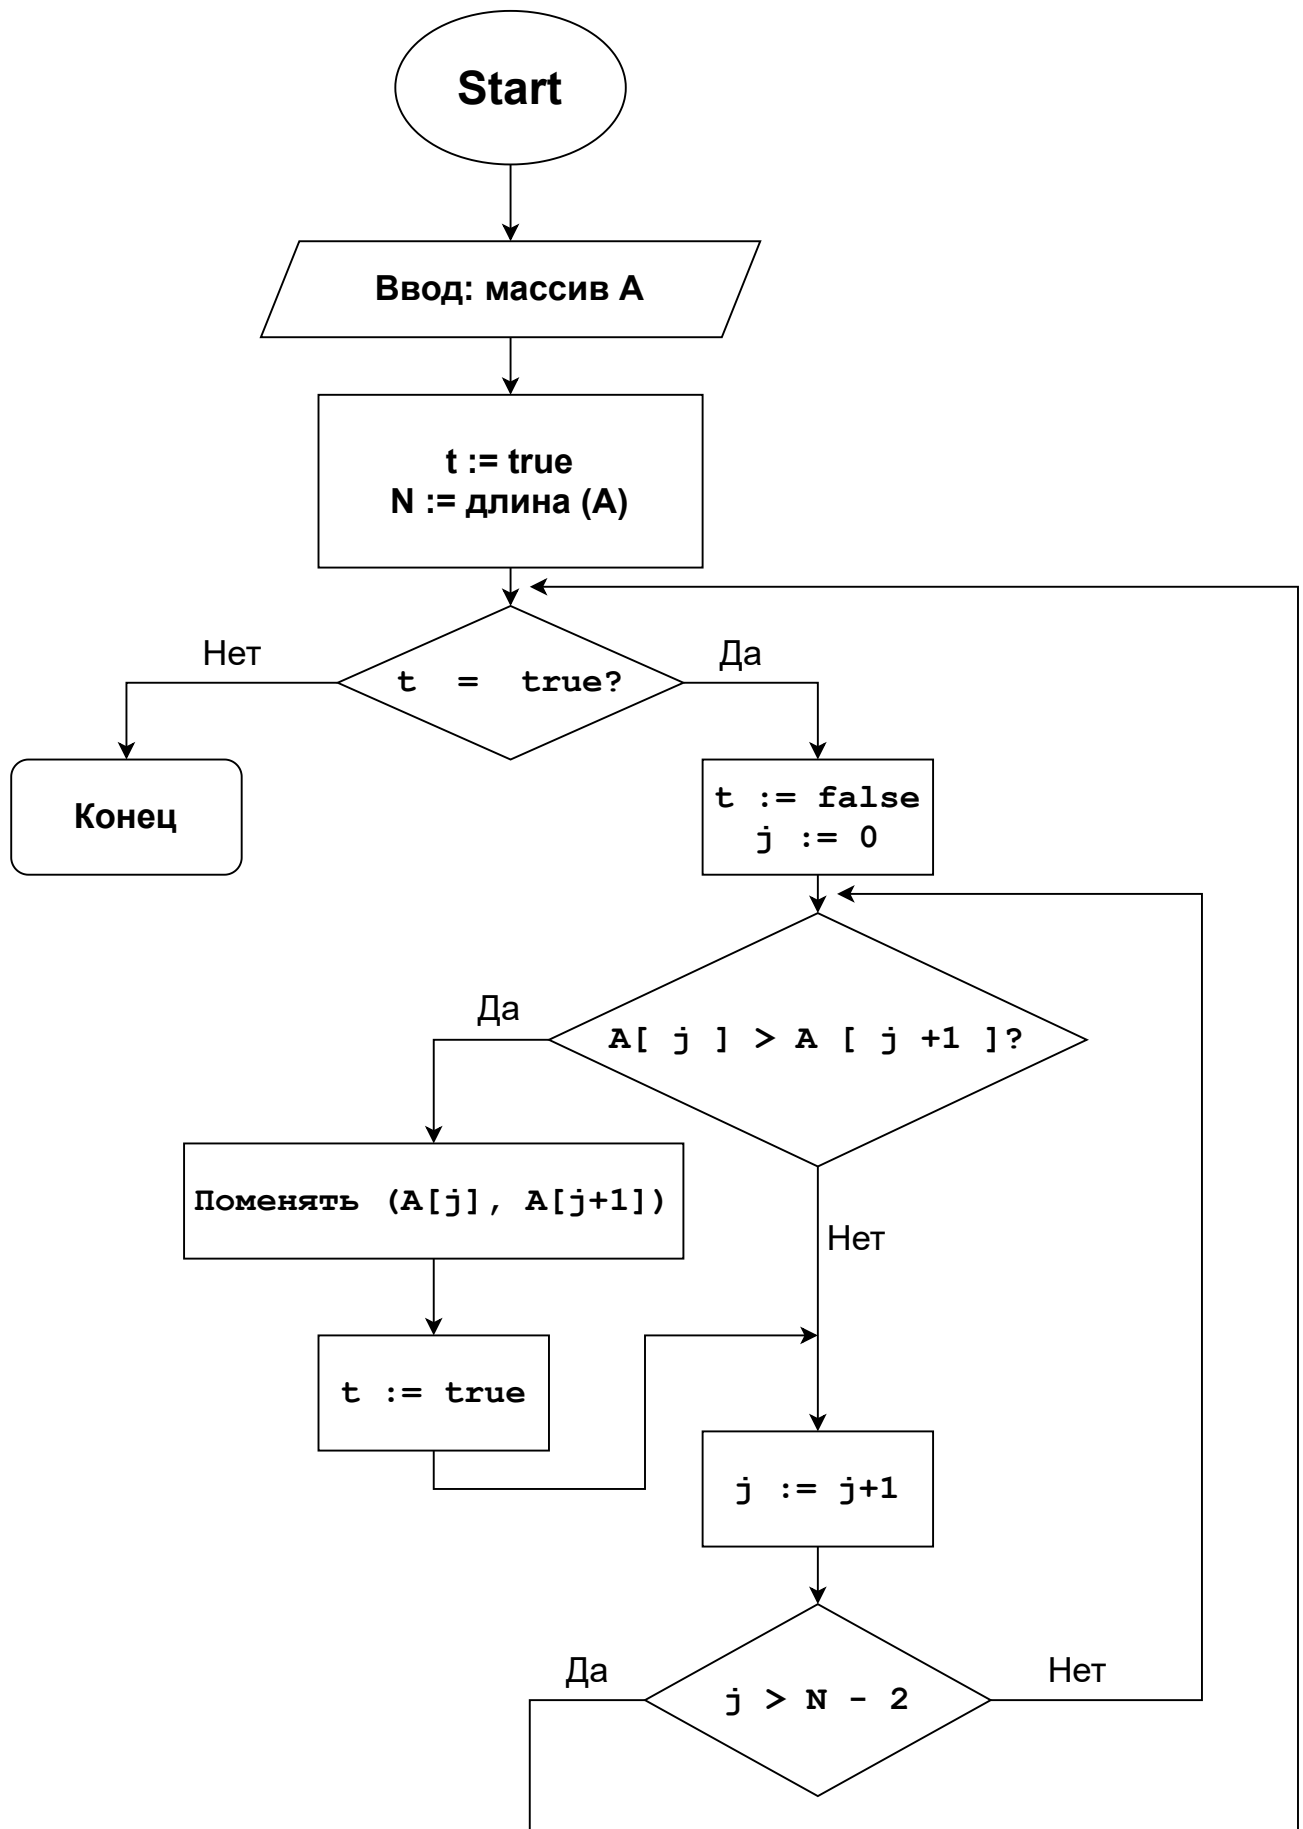 Start
Ввод: массив А
t := true
N := длина (А)
Нет
Да
t = true?
Конец
t := false
j := 0
Да
A[ j ] > A [ j +1 ]?
Поменять (A[j], A[j+1])
Нет
t := true
j := j+1
Да
Нет
j > N - 2